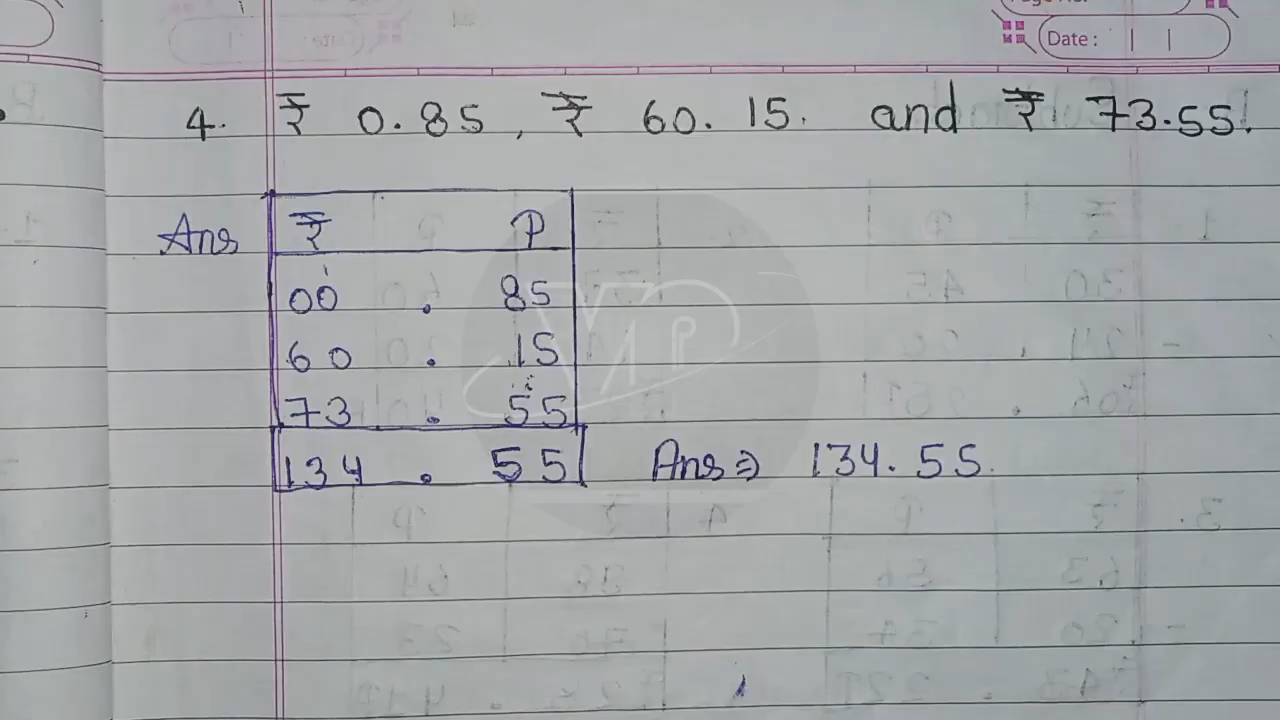 Date :
4. ₹ 0.85, ₹ 60.15. and ₹ 73.55.
Ans ₹ P
00 . 85
60 . 15
73 . 55
134 . 55 Ans ⇒ 134.55.